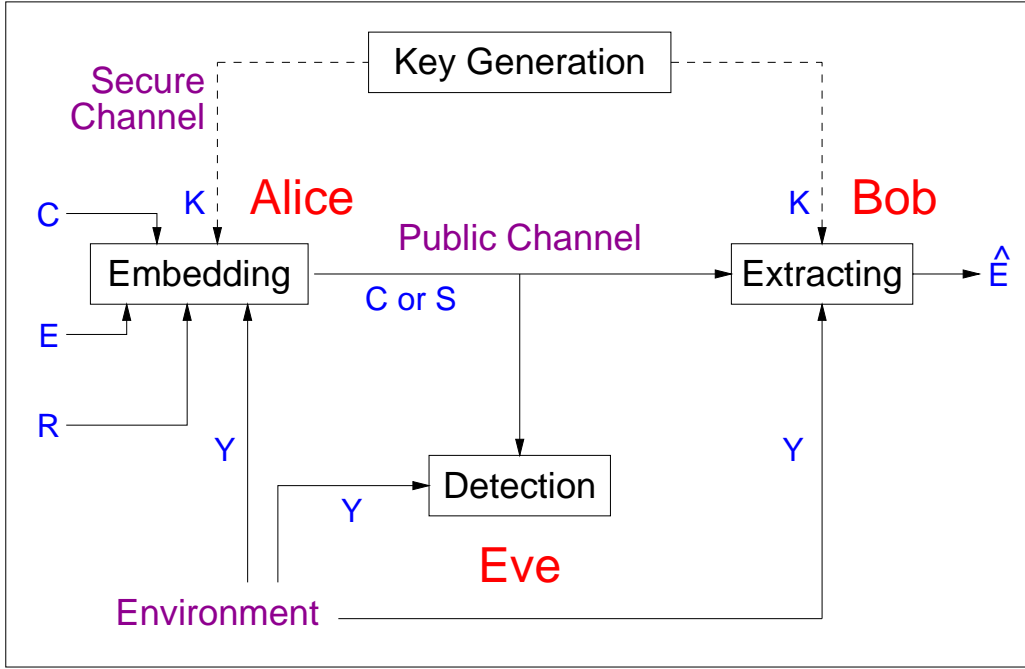 Key Generation
Secure
Channel
K
Alice
K
Bob
C
Public Channel
Embedding
Extracting
Ê
C or S
E
R
Y
Y
Detection
Y
Eve
Environment